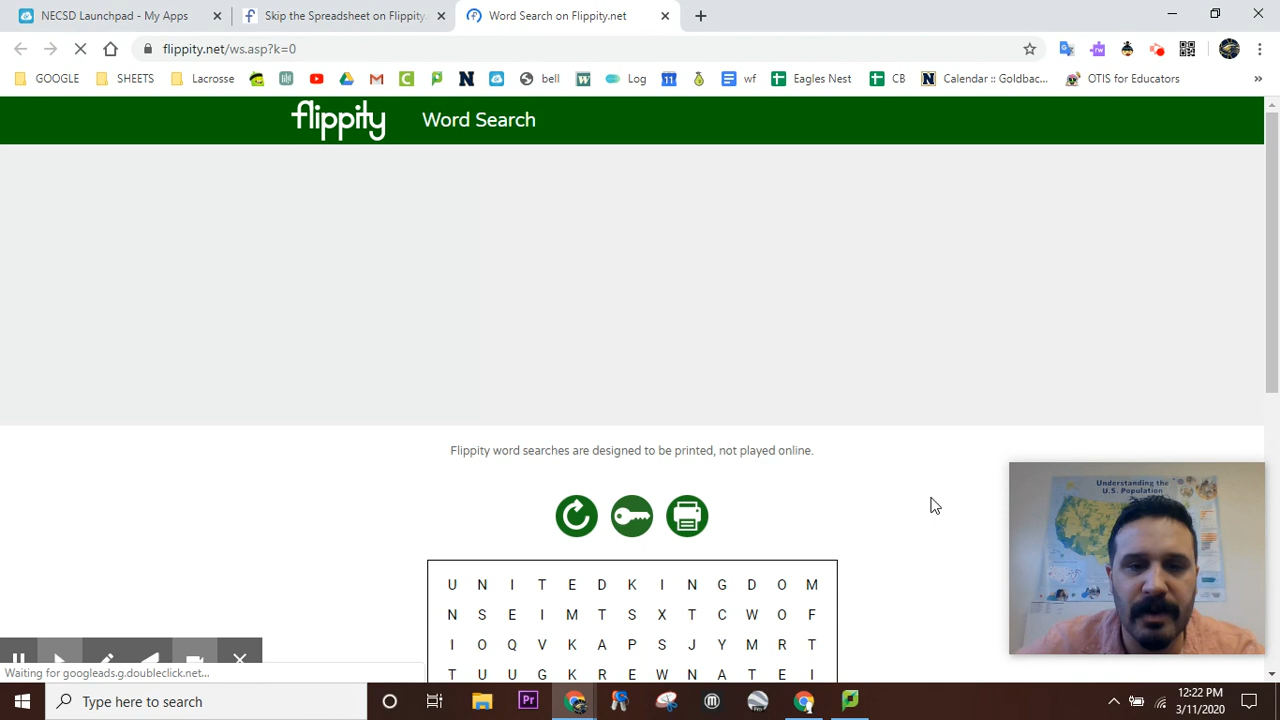 NECSD Launchpad - My Apps
Skip the Spreadsheet on Flippity.
Word Search on Flippity.net
flippity.net/ws.asp?k=0
GOOGLE SHEETS Lacrosse bell Log wf Eagles Nest CB Calendar :: Goldbac... OTIS for Educators
flippity Word Search
Flippity word searches are designed to be printed, not played online.
Understanding the
U.S. Population
U N I T E D K I N G D O M
N S E I M T S X T C W O F
I O Q V K A P S J Y M R T
T U U G K R E W N A T E I
Waiting for googleads.g.doubleclick.net...
Type here to search
12:22 PM
3/11/2020